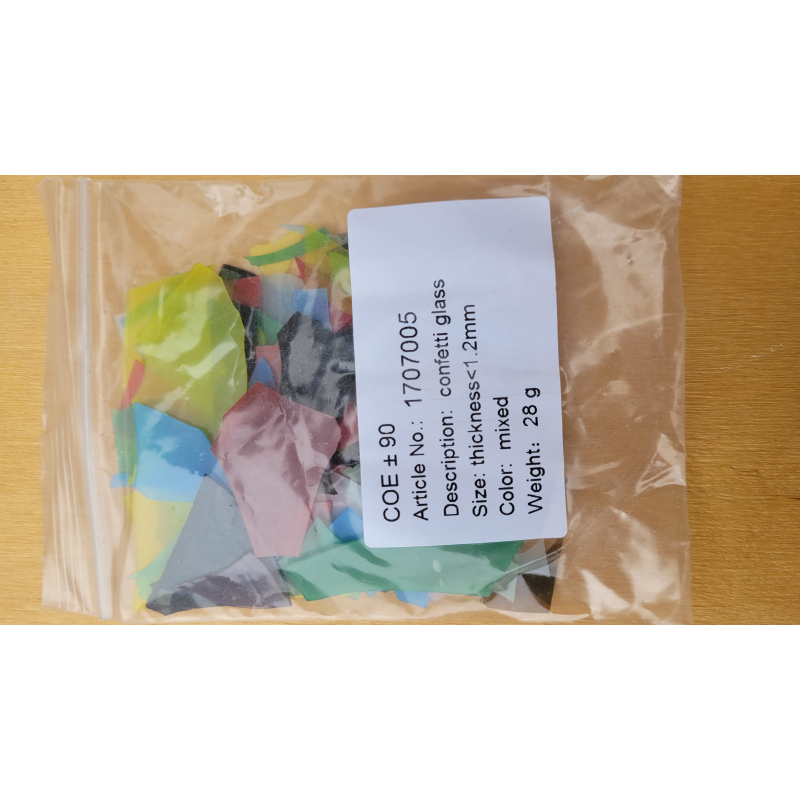 COE ± 90
Article No.: 1707005
Description: confetti glass
Size: thickness<1.2mm
Color: mixed
Weight: 28 g